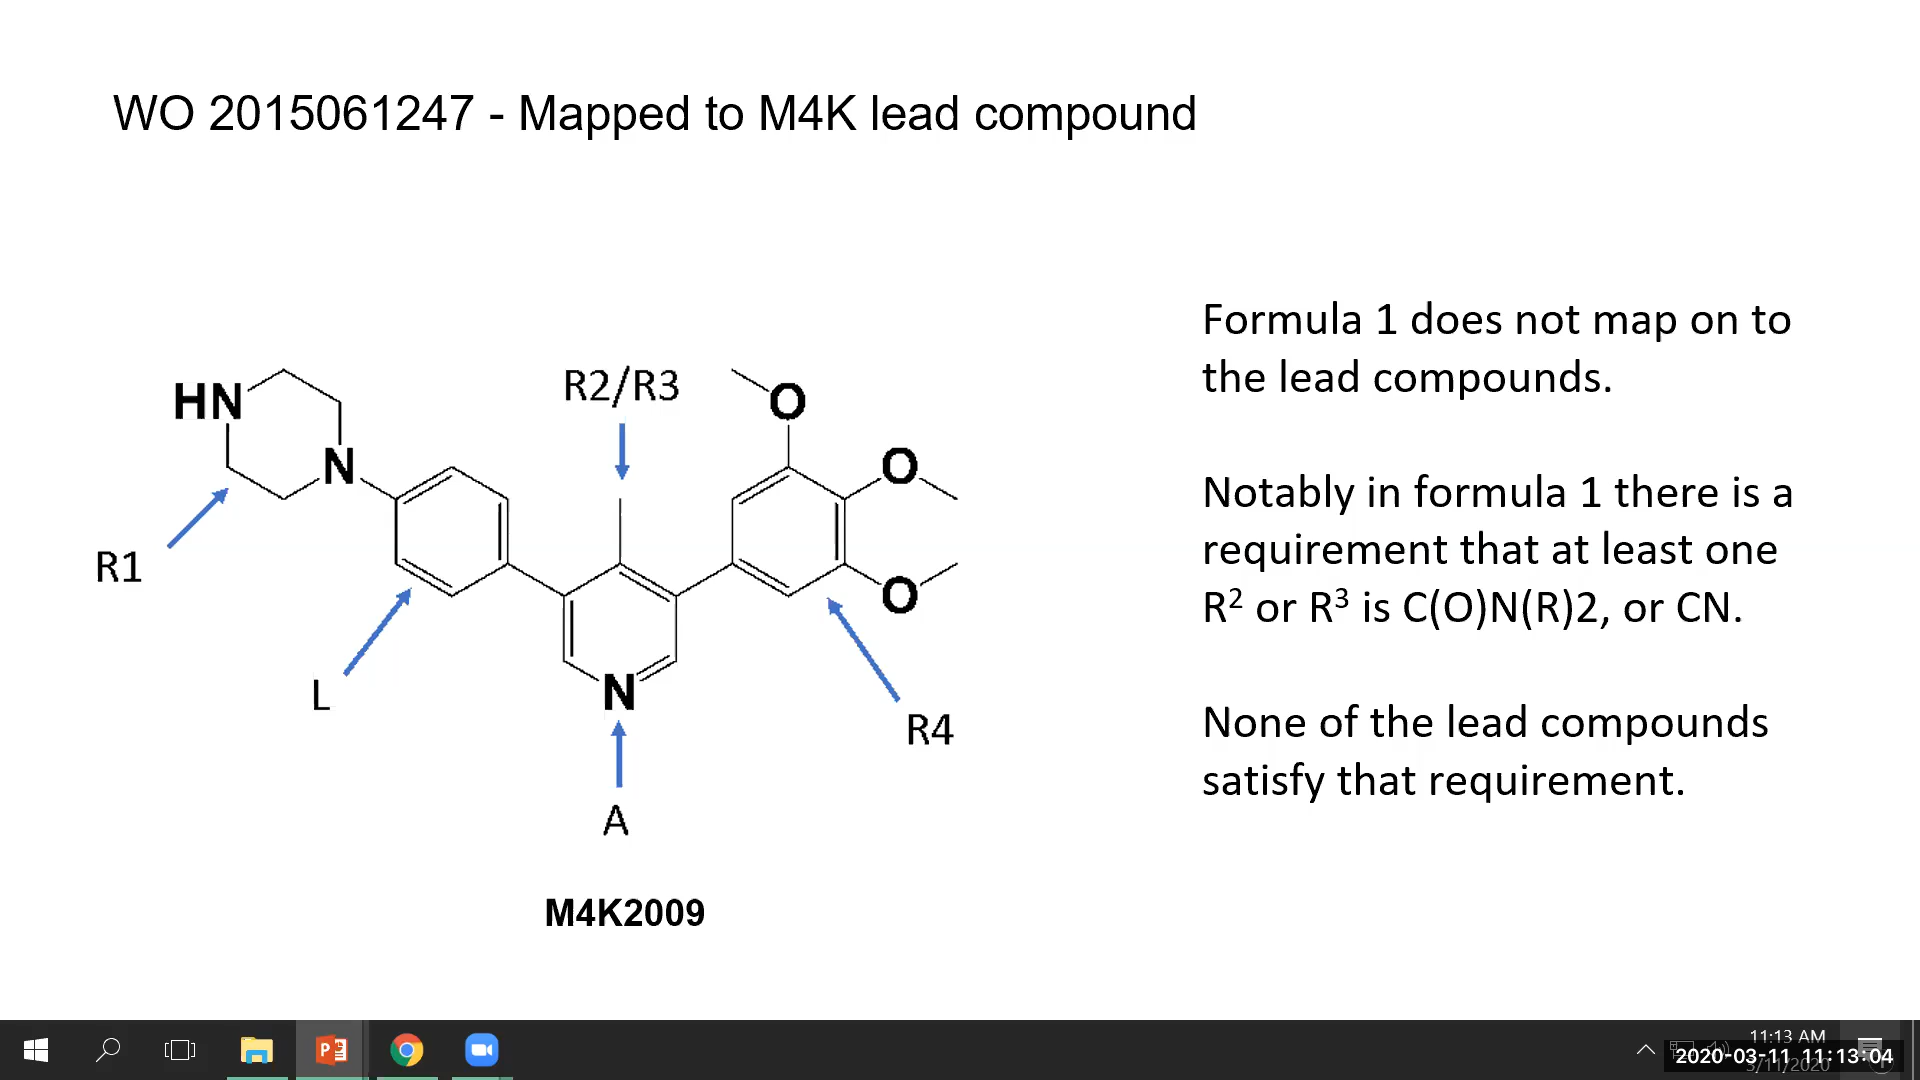 WO 2015061247 - Mapped to M4K lead compound
Formula 1 does not map on to
the lead compounds.
Notably in formula 1 there is a
requirement that at least one
R² or R³ is C(O)N(R)2, or CN.
None of the lead compounds
satisfy that requirement.
R2/R3
O
HN
N
O
R1
O
L
N
R4
A
M4K2009
11:13 AM
2020-03-11 11:13:04
3/11/2020